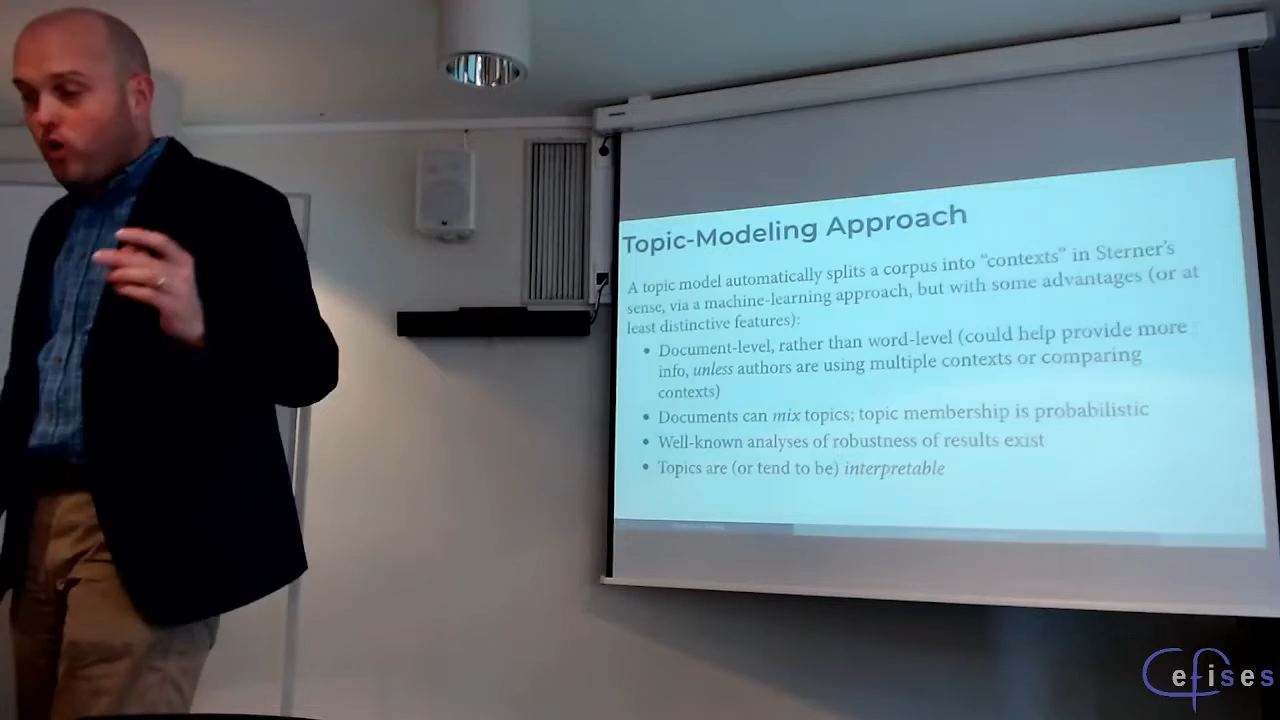 Topic-Modeling Approach
A topic model automatically splits a corpus into “contexts” in Sterner’s
sense, via a machine-learning approach, but with some advantages (or at
least distinctive features):
• Document-level, rather than word-level (could help provide more
info, unless authors are using multiple contexts or comparing
contexts)
• Documents can mix topics; topic membership is probabilistic
• Well-known analyses of robustness of results exist
• Topics are (or tend to be) interpretable
Cefises